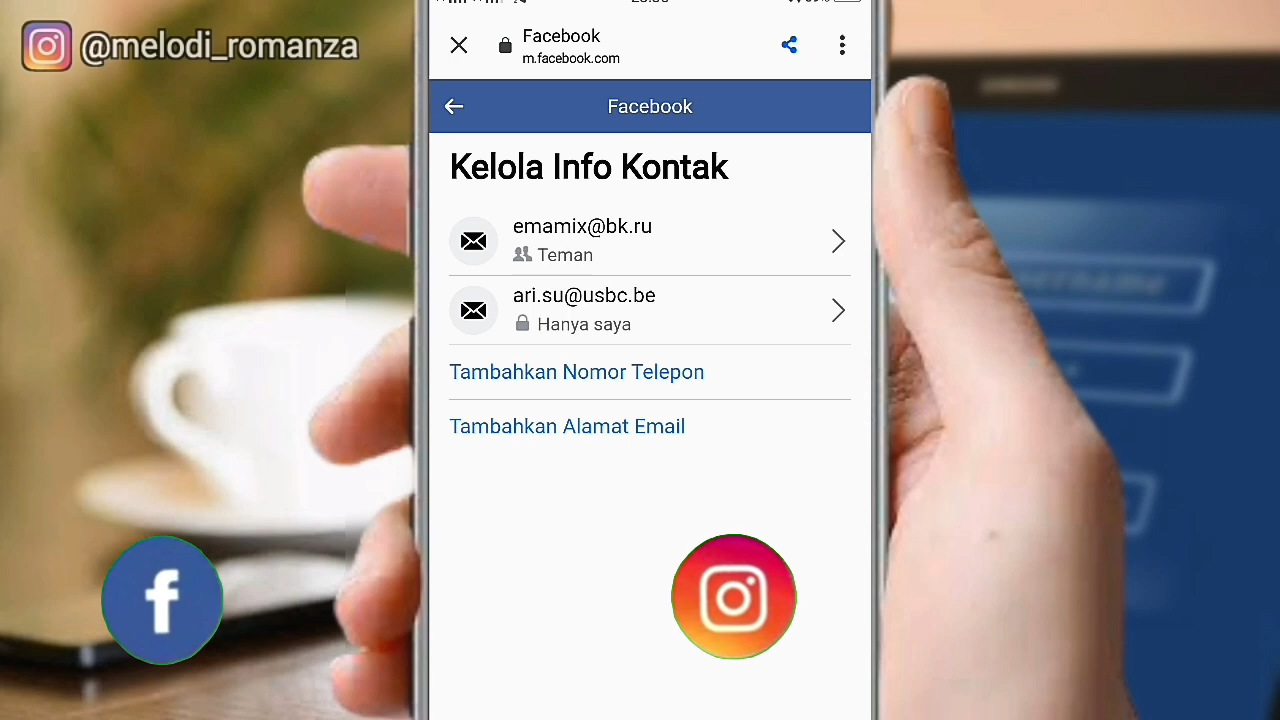 @melodi_romanza
Facebook
m.facebook.com
Facebook
Kelola Info Kontak
emamix@bk.ru
Teman
ari.su@usbc.be
Hanya saya
Tambahkan Nomor Telepon
Tambahkan Alamat Email